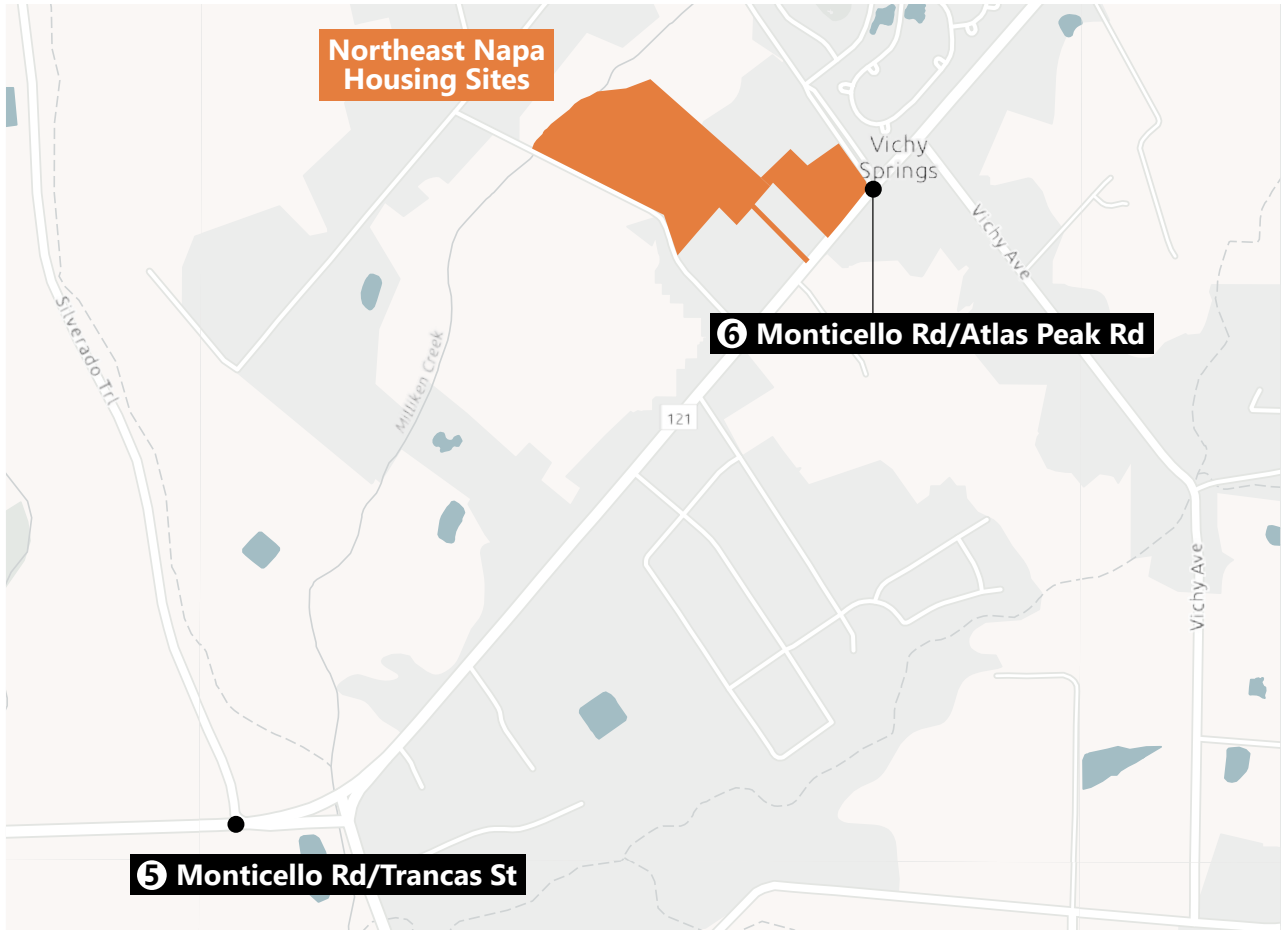 Northeast Napa
Housing Sites
Vichy
Springs
Vichy Ave
Silverado Trl
❻ Monticello Rd/Atlas Peak Rd
Milliken Creek
121
Vichy Ave
❺ Monticello Rd/Trancas St